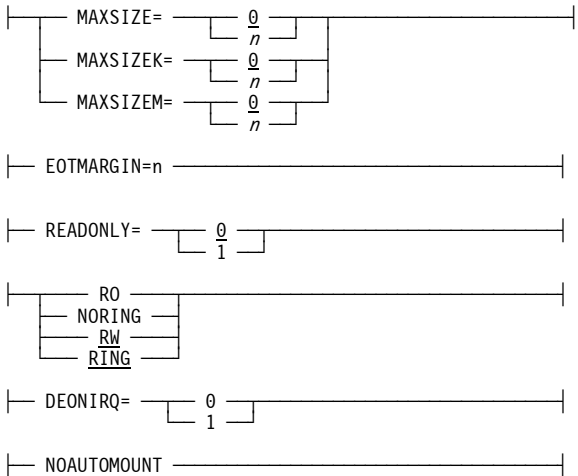 MAXSIZE= 0
n
MAXSIZEK= 0
n
MAXSIZEM= 0
n
EOTMARGIN=n
READONLY= 0
1
RO
NORING
RW
RING
DEONIRQ= 0
1
NOAUTOMOUNT